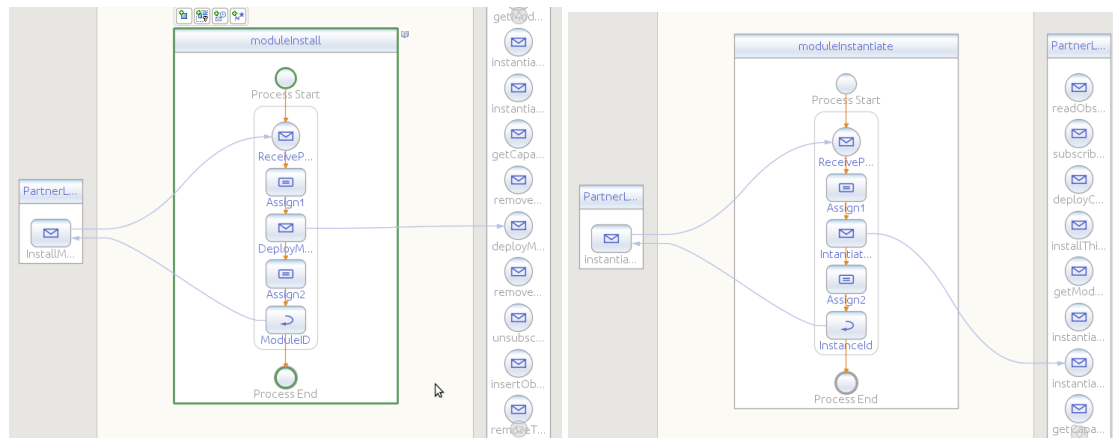 moduleInstall
Process Start
ReceiveP...
Assign1
DeployM...
Assign2
ModuleID
Process End
PartnerL...
InstallM...
getMod...
instantia...
instantia...
getCapa...
remove...
deployM...
remove...
unsubsc...
insertOb...
removeT...
moduleInstantiate
Process Start
ReceiveP...
Assign1
Intantiat...
Assign2
InstanceId
Process End
PartnerL...
instantia...
PartnerL...
readObs...
subscrib...
deployC...
installThi...
getMod...
instantia...
instantia...
getCapa...